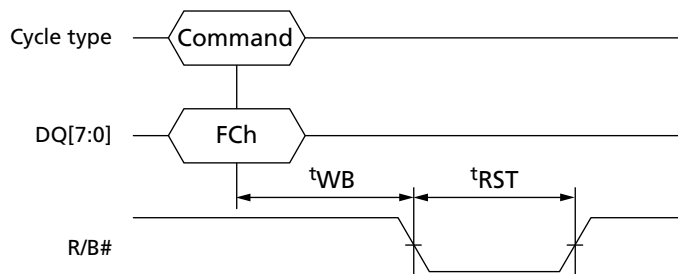 Cycle type Command
DQ[7:0] FCh
tWB tRST
R/B#